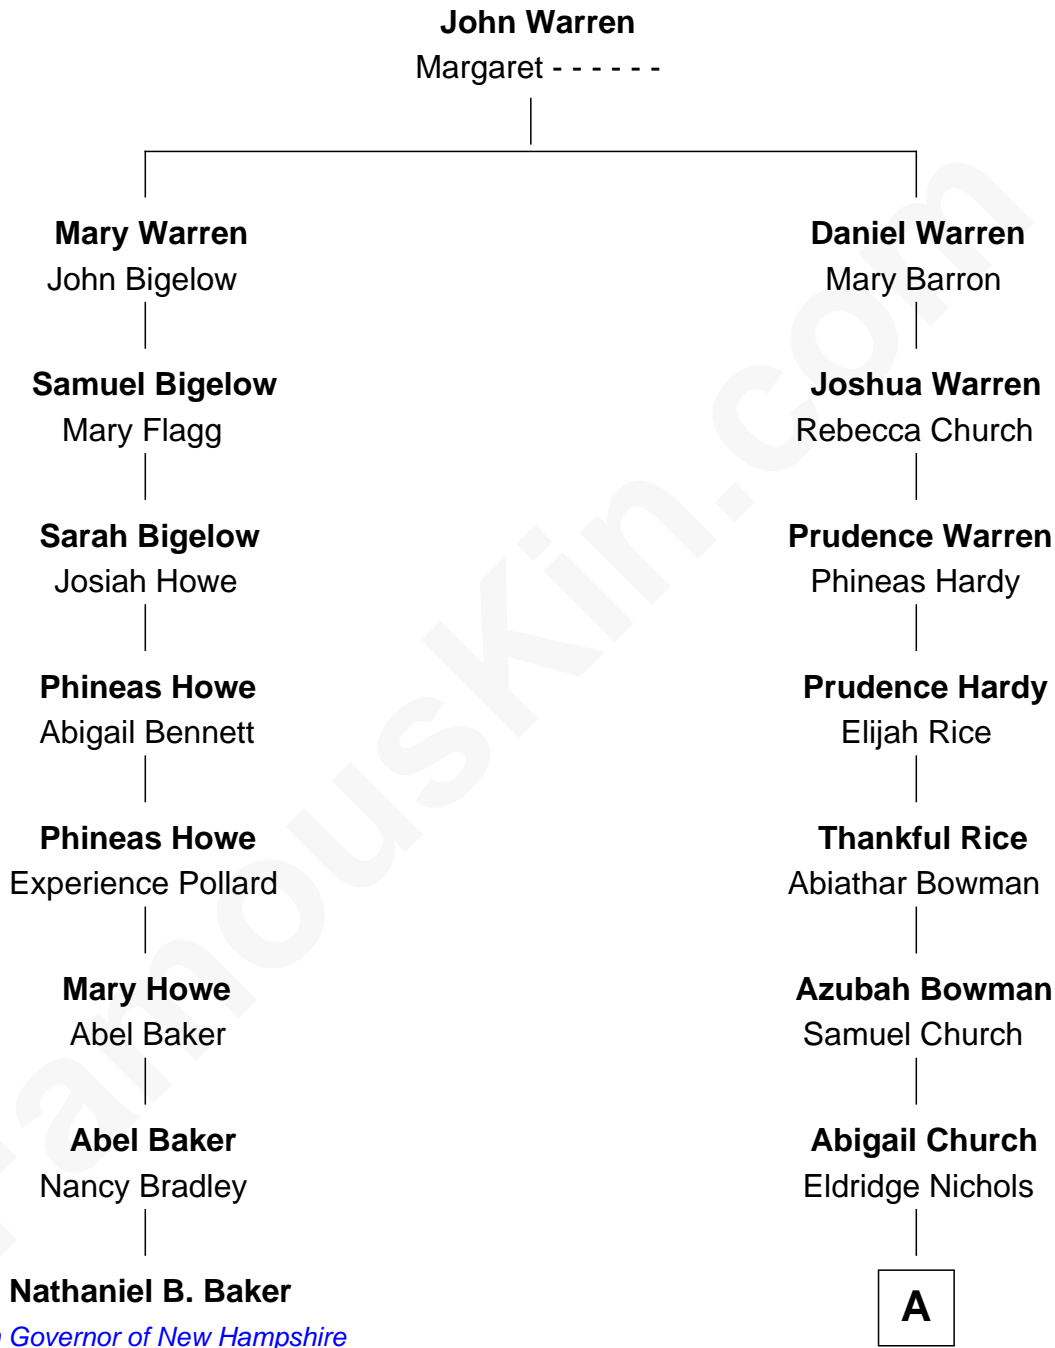 John Warren
Margaret - - - - - -
Mary Warren
John Bigelow
Daniel Warren
Mary Barron
Samuel Bigelow
Mary Flagg
Joshua Warren
Rebecca Church
Sarah Bigelow
Josiah Howe
Prudence Warren
Phineas Hardy
Phineas Howe
Abigail Bennett
Prudence Hardy
Elijah Rice
Phineas Howe
Experience Pollard
Thankful Rice
Abiathar Bowman
Mary Howe
Abel Baker
Azubah Bowman
Samuel Church
Abel Baker
Nancy Bradley
Abigail Church
Eldridge Nichols
Nathaniel B. Baker
Governor of New Hampshire
A
FamousKin.com